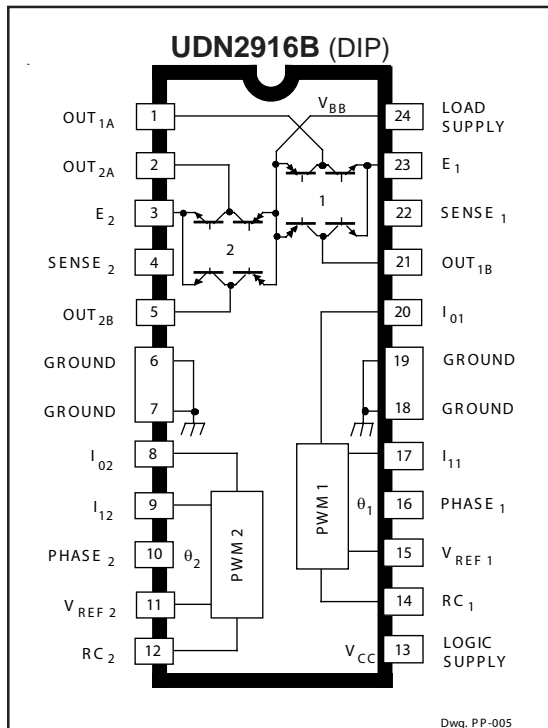 UDN2916B (DIP)
OUT1A 1 VBB 24 LOAD SUPPLY
OUT2A 2 23 E1
E2 3 1 22 SENSE1
2
SENSE2 4 21 OUT1B
OUT2B 5 20 I01
GROUND 6 19 GROUND
GROUND 7 18 GROUND
I02 8 17 I11
I12 9 PWM 1 θ1 16 PHASE1
PHASE2 10 θ2 PWM 2 15 VREF 1
VREF 2 11 14 RC1
RC2 12 VCC 13 LOGIC SUPPLY
Dwg. PP-005